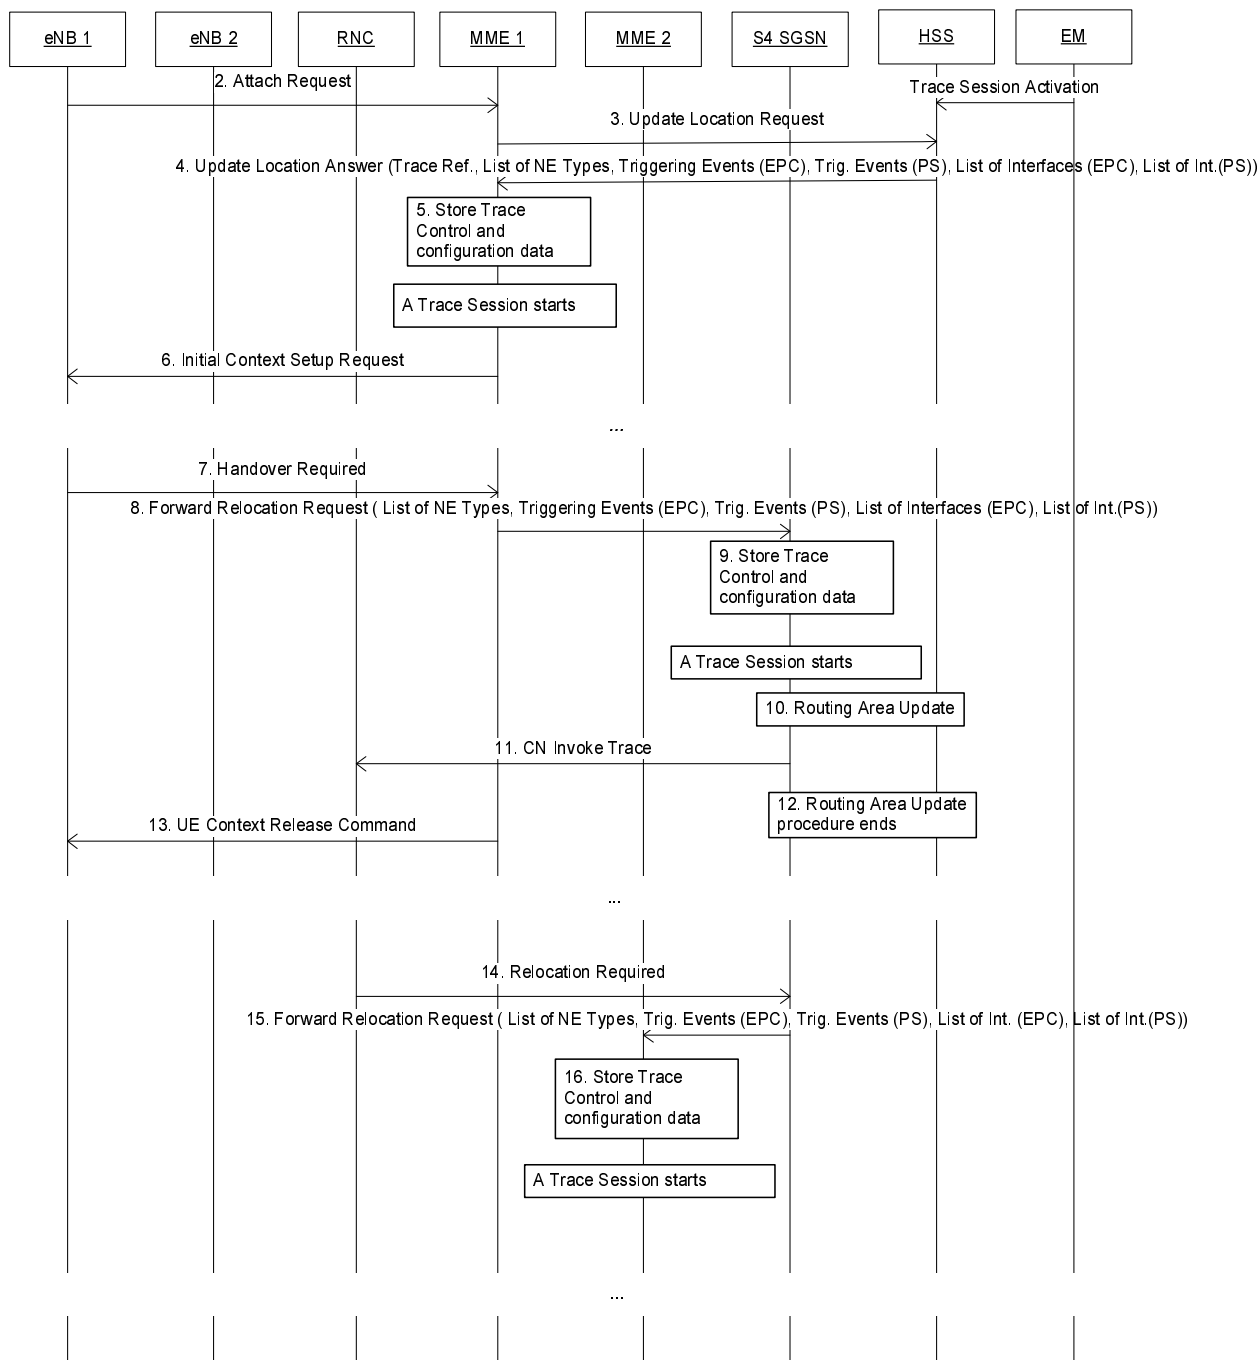 eNB 1
eNB 2
RNC
MME 1
MME 2
S4 SGSN
HSS
EM
2. Attach Request
Trace Session Activation
3. Update Location Request
4. Update Location Answer (Trace Ref., List of NE Types, Triggering Events (EPC), Trig. Events (PS), List of Interfaces (EPC), List of Int.(PS))
5. Store Trace
Control and
configuration data
A Trace Session starts
6. Initial Context Setup Request
...
7. Handover Required
8. Forward Relocation Request ( List of NE Types, Triggering Events (EPC), Trig. Events (PS), List of Interfaces (EPC), List of Int.(PS))
9. Store Trace
Control and
configuration data
A Trace Session starts
10. Routing Area Update
11. CN Invoke Trace
12. Routing Area Update
procedure ends
13. UE Context Release Command
...
14. Relocation Required
15. Forward Relocation Request ( List of NE Types, Trig. Events (EPC), Trig. Events (PS), List of Int. (EPC), List of Int.(PS))
16. Store Trace
Control and
configuration data
A Trace Session starts
...